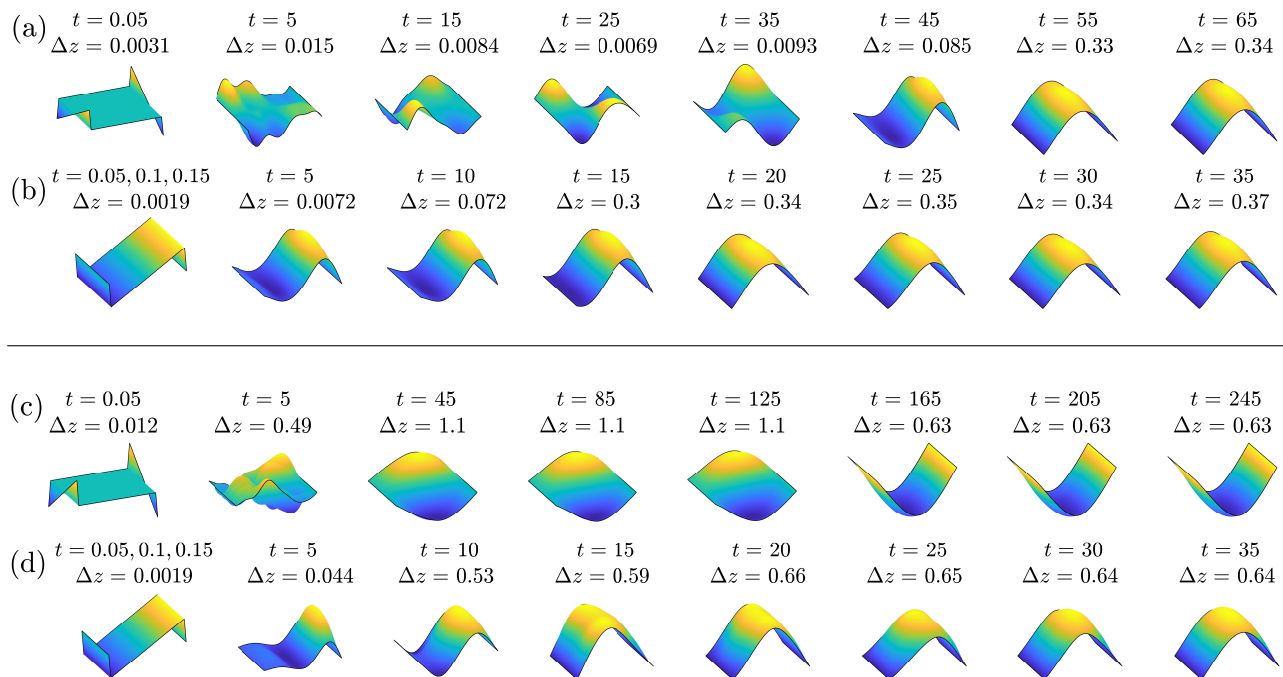 (a)
t = 0.05 t = 5 t = 15 t = 25 t = 35 t = 45 t = 55 t = 65
Δz = 0.0031 Δz = 0.015 Δz = 0.0084 Δz = 0.0069 Δz = 0.0093 Δz = 0.085 Δz = 0.33 Δz = 0.34
(b)
t = 0.05, 0.1, 0.15 t = 5 t = 10 t = 15 t = 20 t = 25 t = 30 t = 35
Δz = 0.0019 Δz = 0.0072 Δz = 0.072 Δz = 0.3 Δz = 0.34 Δz = 0.35 Δz = 0.34 Δz = 0.37
(c)
t = 0.05 t = 5 t = 45 t = 85 t = 125 t = 165 t = 205 t = 245
Δz = 0.012 Δz = 0.49 Δz = 1.1 Δz = 1.1 Δz = 1.1 Δz = 0.63 Δz = 0.63 Δz = 0.63
(d)
t = 0.05, 0.1, 0.15 t = 5 t = 10 t = 15 t = 20 t = 25 t = 30 t = 35
Δz = 0.0019 Δz = 0.044 Δz = 0.53 Δz = 0.59 Δz = 0.66 Δz = 0.65 Δz = 0.64 Δz = 0.64